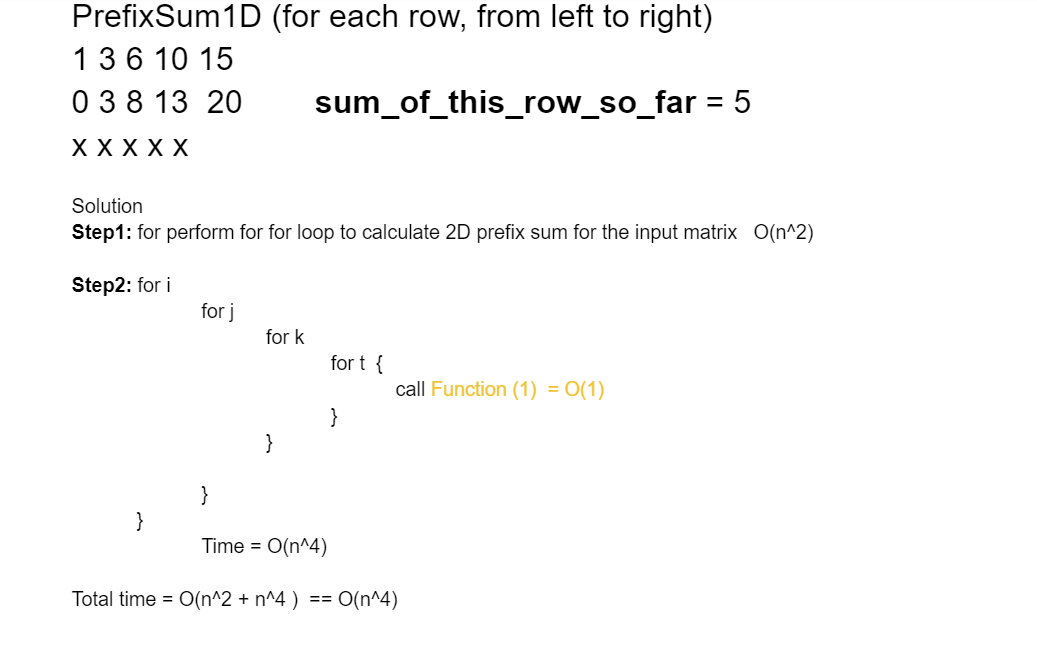 PrefixSum1D (for each row, from left to right)
1 3 6 10 15
0 3 8 13 20 sum_of_this_row_so_far = 5
x x x x x
Solution
Step1: for perform for for loop to calculate 2D prefix sum for the input matrix O(n^2)
Step2: for i
for j
for k
for t {
call Function (1) = O(1)
}
}
}
}
Time = O(n^4)
Total time = O(n^2 + n^4 ) == O(n^4)